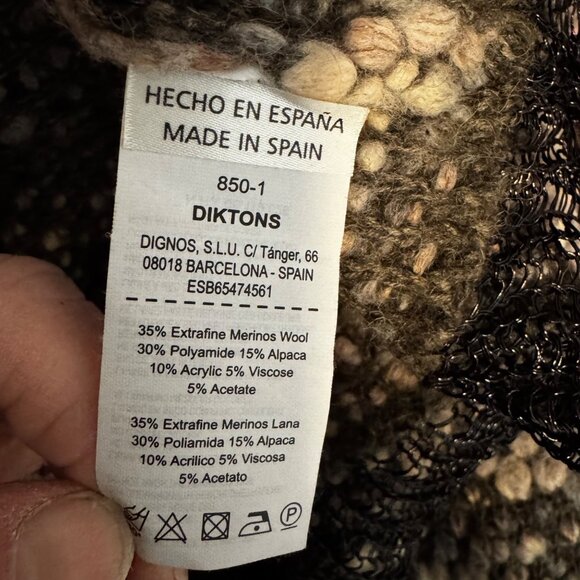 HECHO EN ESPAÑA
MADE IN SPAIN
850-1
DIKTONS
DIGNOS, S.L.U. C/ Tánger, 66
08018 BARCELONA - SPAIN
ESB65474561
35% Extrafine Merinos Wool
30% Polyamide 15% Alpaca
10% Acrylic 5% Viscose
5% Acetate
35% Extrafine Merinos Lana
30% Poliamida 15% Alpaca
10% Acrilico 5% Viscosa
5% Acetato
P